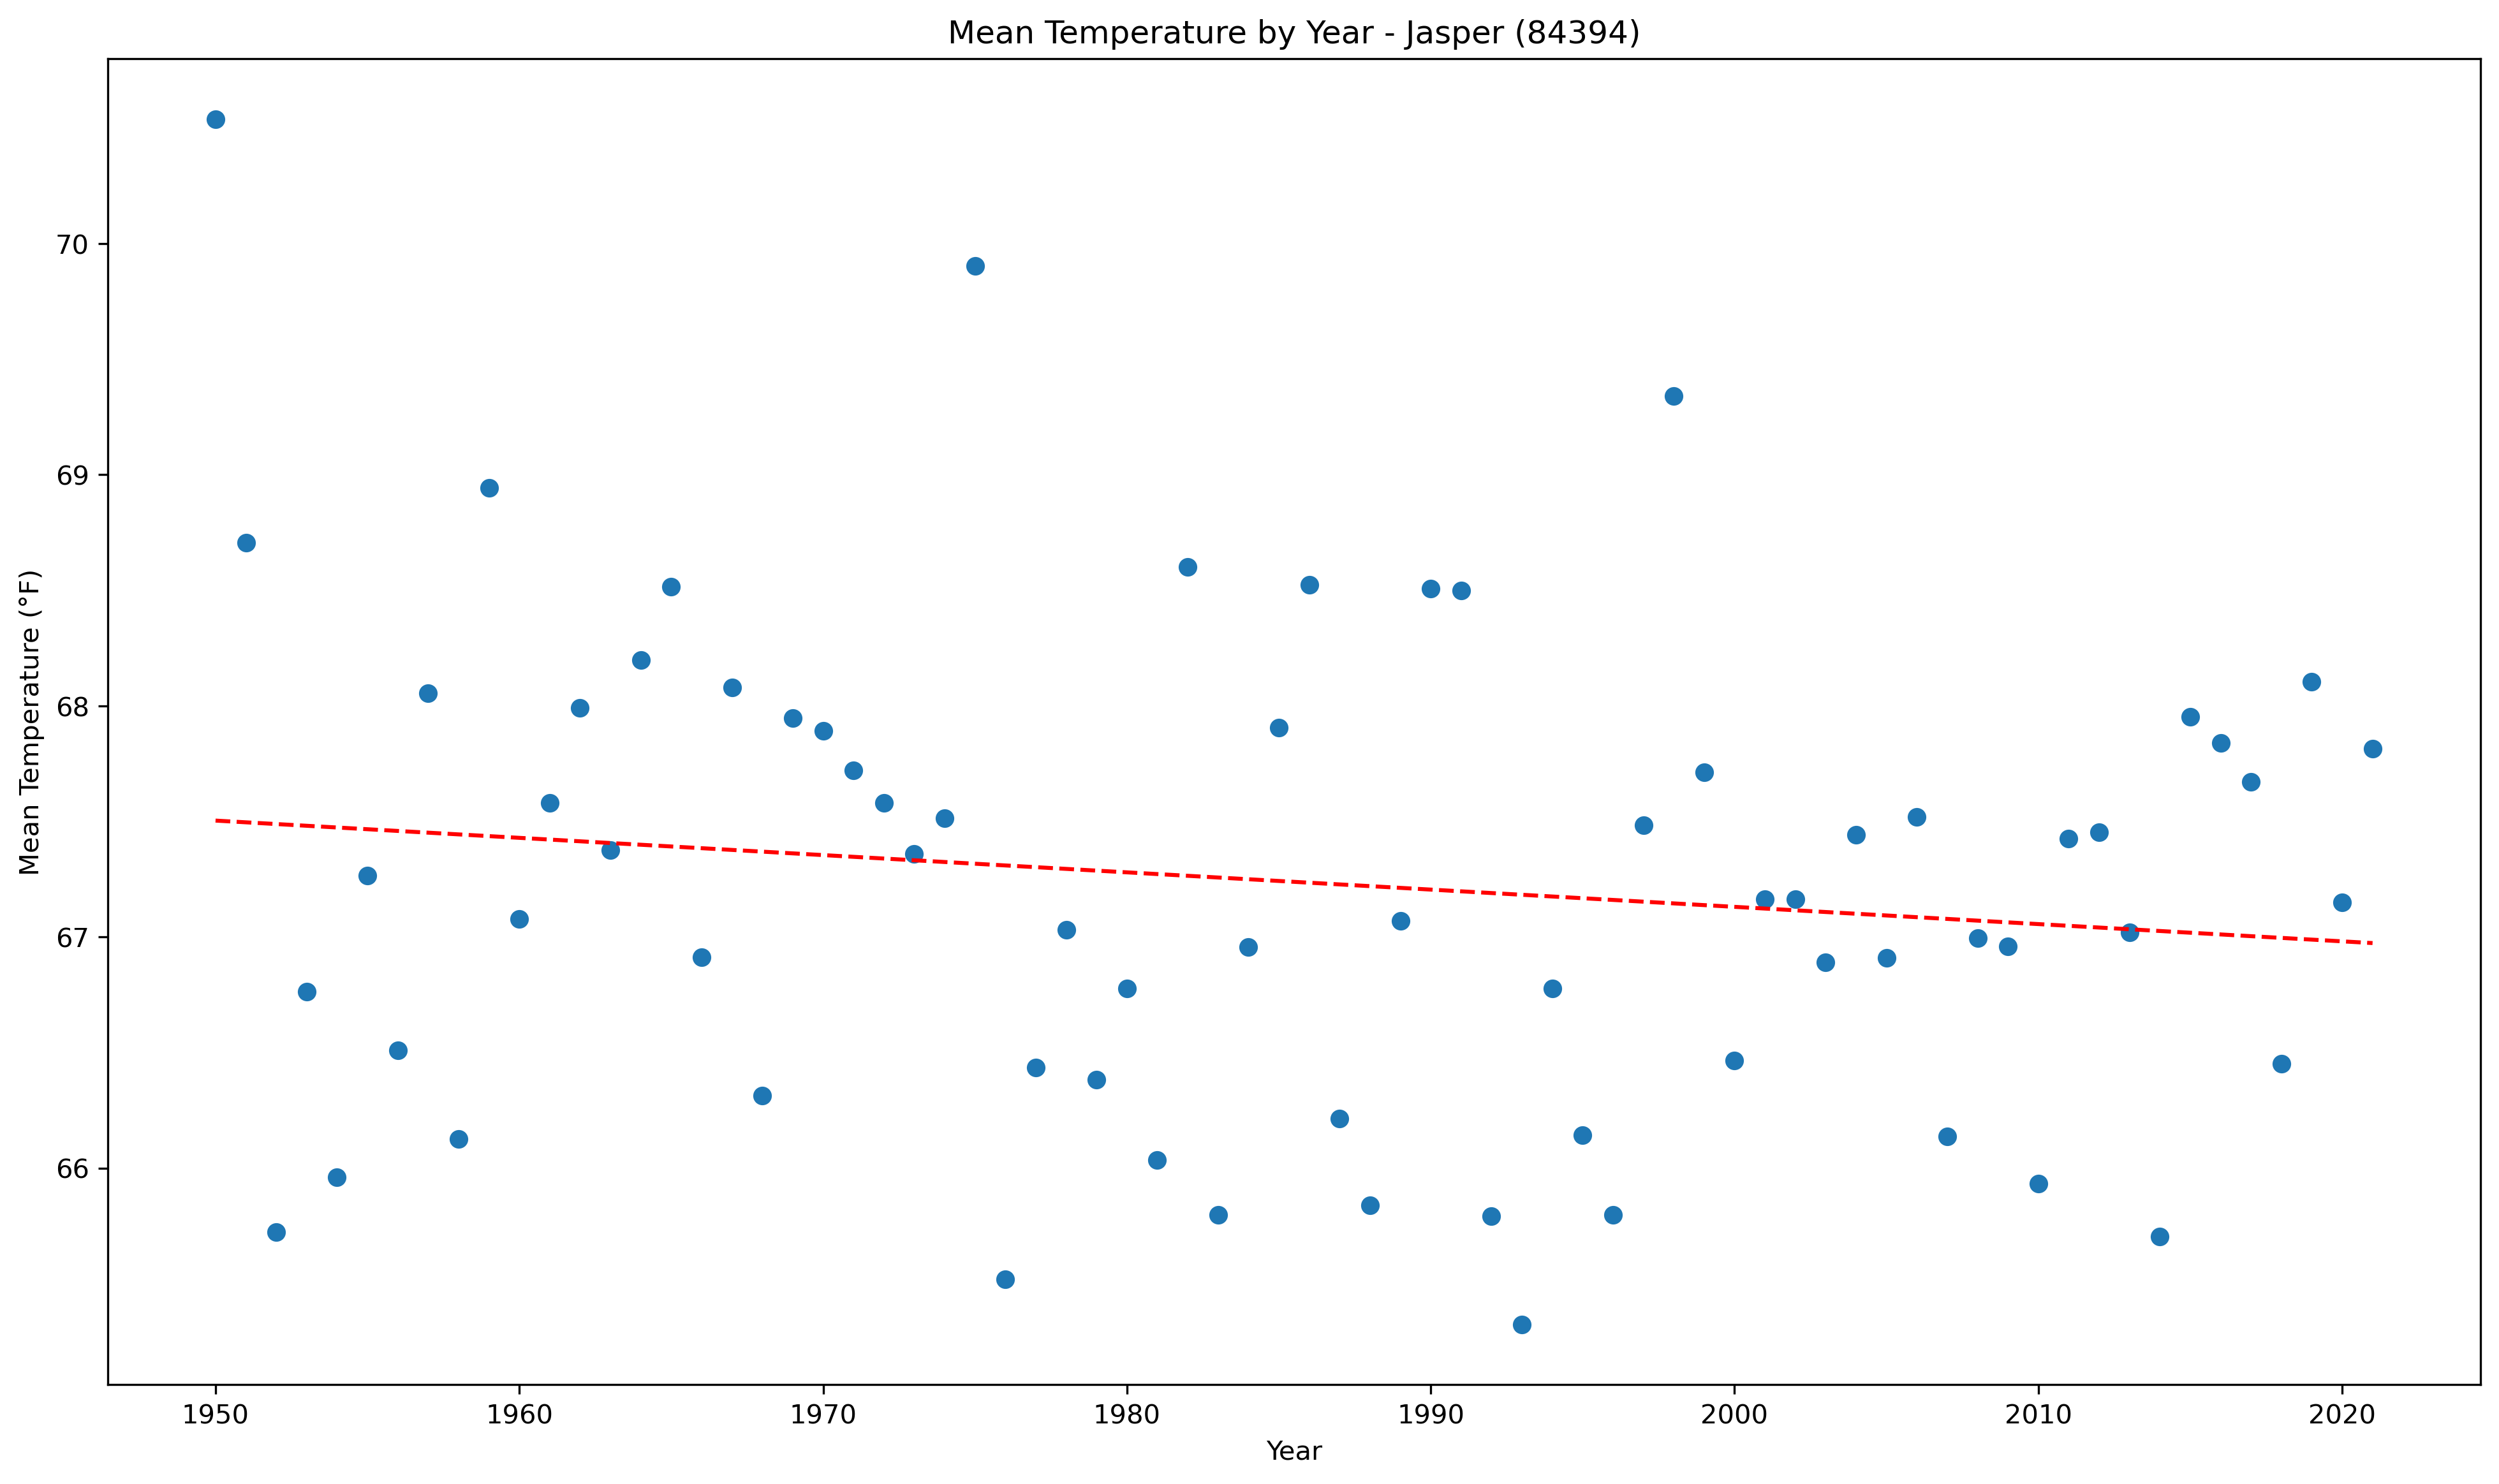 Mean Temperature by Year - Jasper (84394)
Mean Temperature (°F)
70
69
68
67
66
1950 1960 1970 1980 1990 2000 2010 2020
Year